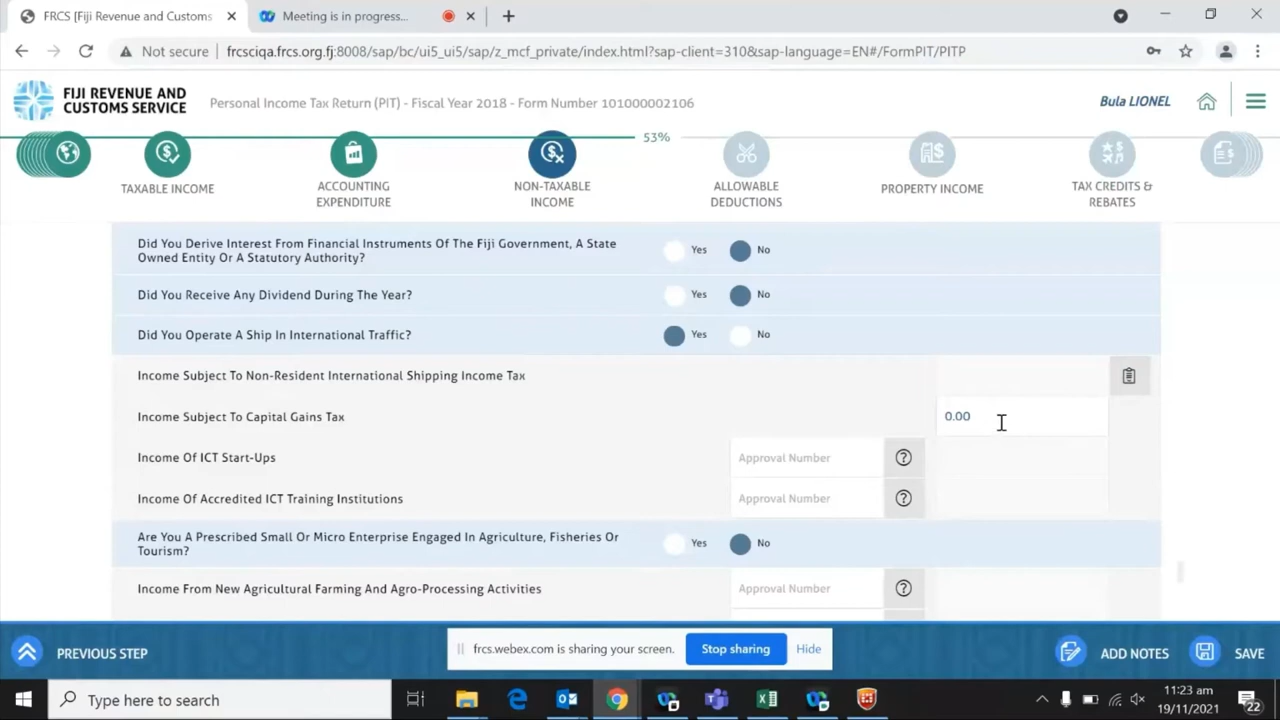 FRCS (Fiji Revenue and Customs
Meeting is in progress...
Not secure
frcsciqa.frcs.org.fj:8008/sap/bc/ui5_ui5/sap/z_mcf_private/index.html?sap-client=310&sap-language=EN#/FormPIT/PITP
FIJI REVENUE AND
CUSTOMS SERVICE
Personal Income Tax Return (PIT) - Fiscal Year 2018 - Form Number 101000002106
Bula LIONEL
53%
TAXABLE INCOME
ACCOUNTING
EXPENDITURE
NON-TAXABLE
INCOME
ALLOWABLE
DEDUCTIONS
PROPERTY INCOME
TAX CREDITS &
REBATES
Did You Derive Interest From Financial Instruments Of The Fiji Government, A State
Owned Entity Or A Statutory Authority?
Yes No
Did You Receive Any Dividend During The Year? Yes No
Did You Operate A Ship In International Traffic? Yes No
Income Subject To Non-Resident International Shipping Income Tax
Income Subject To Capital Gains Tax 0.00
Income Of ICT Start-Ups Approval Number ?
Income Of Accredited ICT Training Institutions Approval Number ?
Are You A Prescribed Small Or Micro Enterprise Engaged In Agriculture, Fisheries Or
Tourism?
Yes No
Income From New Agricultural Farming And Agro-Processing Activities Approval Number ?
PREVIOUS STEP
frcs.webex.com is sharing your screen.
Stop sharing
Hide
ADD NOTES
SAVE
Type here to search
11:23 am
19/11/2021
22